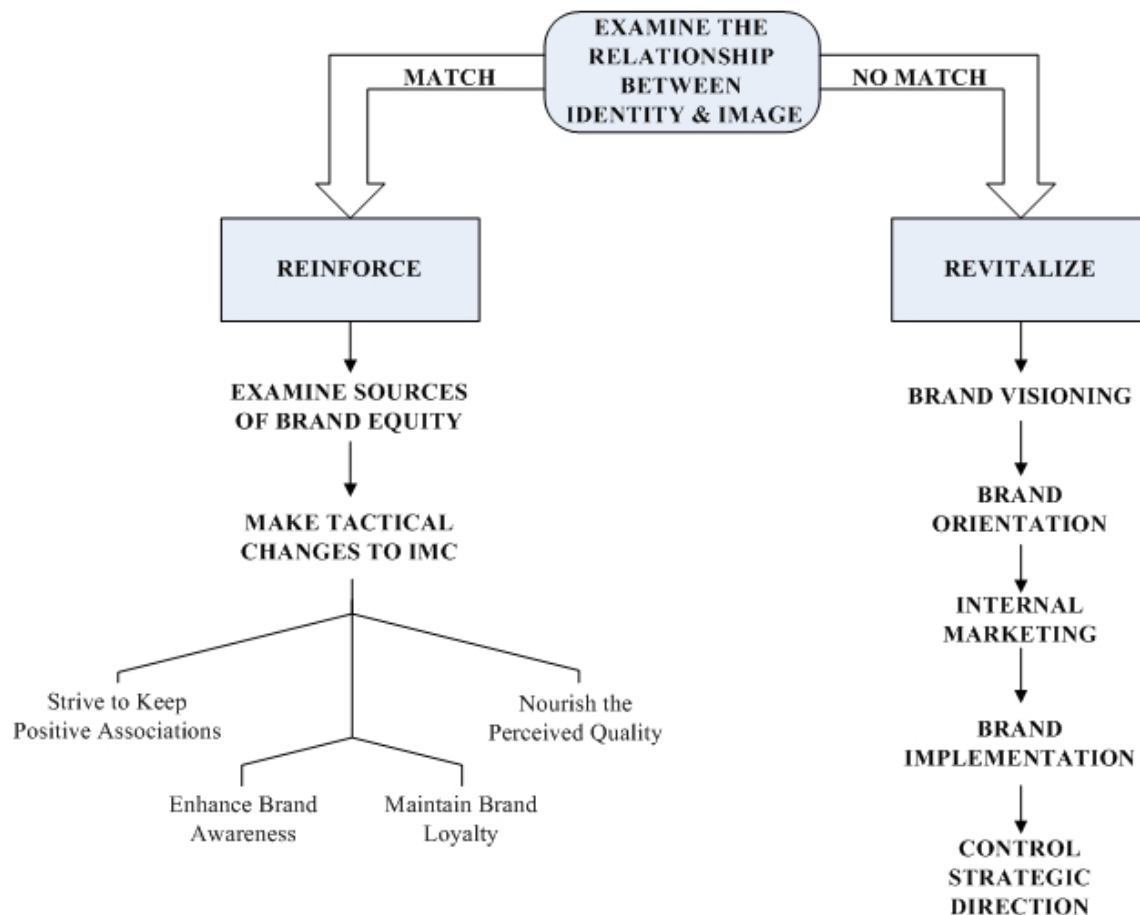 EXAMINE THE
RELATIONSHIP
BETWEEN
IDENTITY & IMAGE
MATCH
NO MATCH
REINFORCE
REVITALIZE
EXAMINE SOURCES
OF BRAND EQUITY
MAKE TACTICAL
CHANGES TO IMC
Strive to Keep
Positive Associations
Nourish the
Perceived Quality
Enhance Brand
Awareness
Maintain Brand
Loyalty
BRAND VISIONING
BRAND
ORIENTATION
INTERNAL
MARKETING
BRAND
IMPLEMENTATION
CONTROL
STRATEGIC
DIRECTION